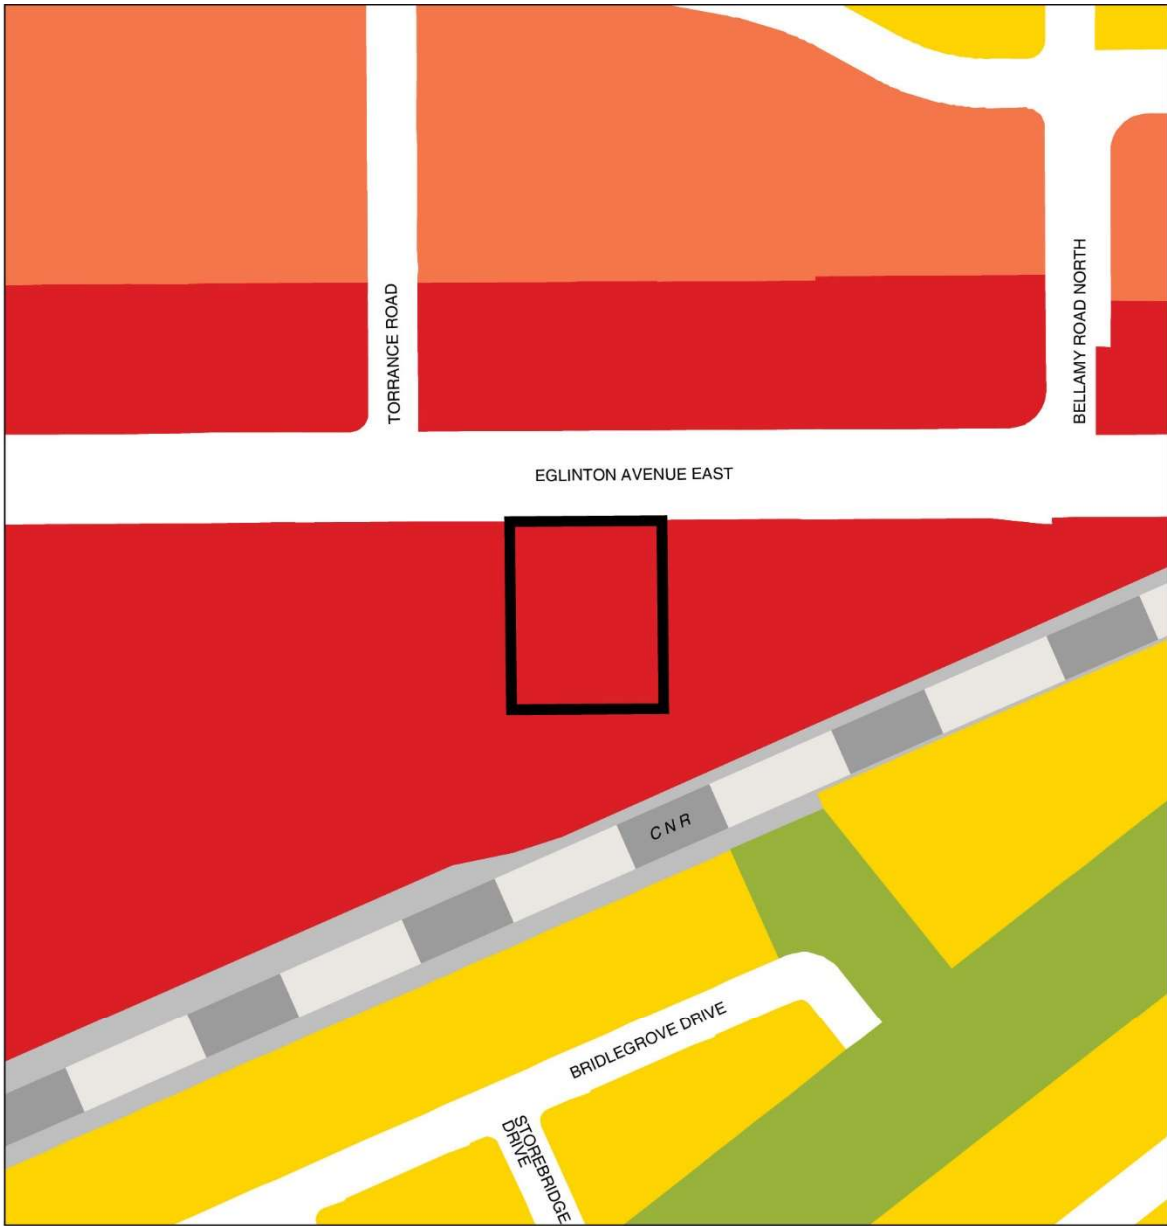 TORRANCE ROAD
BELLAMY ROAD NORTH
EGLINTON AVENUE EAST
CNR
BRIDLEGROVE DRIVE
STOREBRIDGE
DRIVE